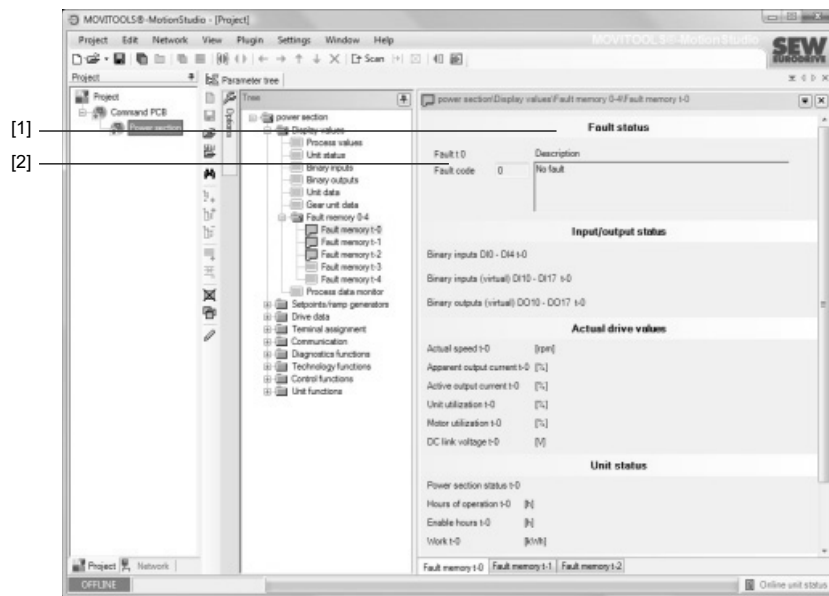 MOVITOOLS®-MotionStudio - [Project]
Project Edit Network View Plugin Settings Window Help
MOVITOOLS®-MotionStudio
SEW
EURODRIVE
Scan
Project
Parameter tree
Project
Command PCB
Power section
Options
Tree
power section
Display values
Process values
Unit status
Binary inputs
Binary outputs
Unit data
Gear unit data
Fault memory 0-4
Fault memory t-0
Fault memory t-1
Fault memory t-2
Fault memory t-3
Fault memory t-4
Process data monitor
Setpoints/ramp generators
Drive data
Terminal assignment
Communication
Diagnostics functions
Technology functions
Control functions
Unit functions
power section\Display values\Fault memory 0-4\Fault memory t-0
[1]
Fault status
[2]
Fault t 0 Description
Fault code 0 No fault
Input/output status
Binary inputs DI0 - DI4 t-0
Binary inputs (virtual) DI10 - DI17 t-0
Binary outputs (virtual) DO10 - DO17 t-0
Actual drive values
Actual speed t-0 [rpm]
Apparent output current t-0 [%]
Active output current t-0 [%]
Unit utilization t-0 [%]
Motor utilization t-0 [%]
DC link voltage t-0 [V]
Unit status
Power section status t-0
Hours of operation t-0 [h]
Enable hours t-0 [h]
Work t-0 [kWh]
Project Network
Fault memory t-0 Fault memory t-1 Fault memory t-2
OFFLINE
Online unit status